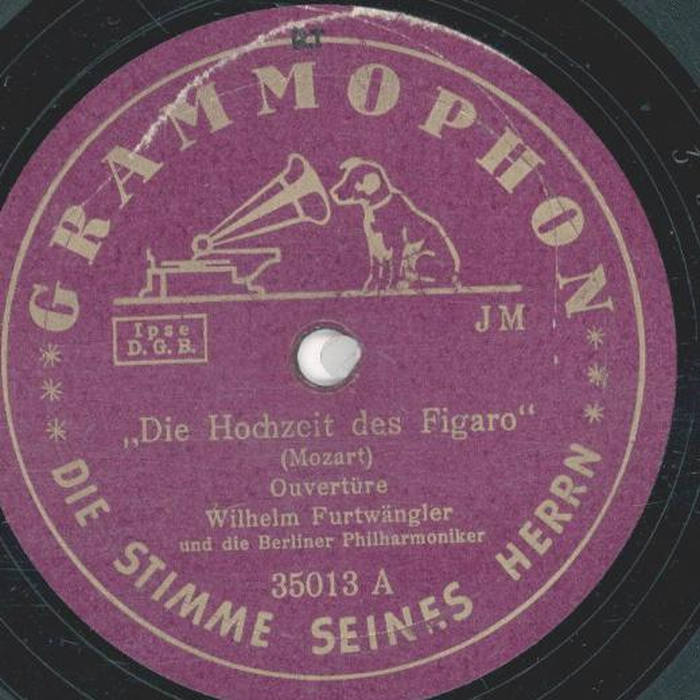 GRAMMOPHON
Ipse
D. G. B.
JM
„Die Hochzeit des Figaro“
(Mozart)
Ouvertüre
Wilhelm Furtwängler
und die Berliner Philharmoniker
35013 A
DIE STIMME SEINES HERRN